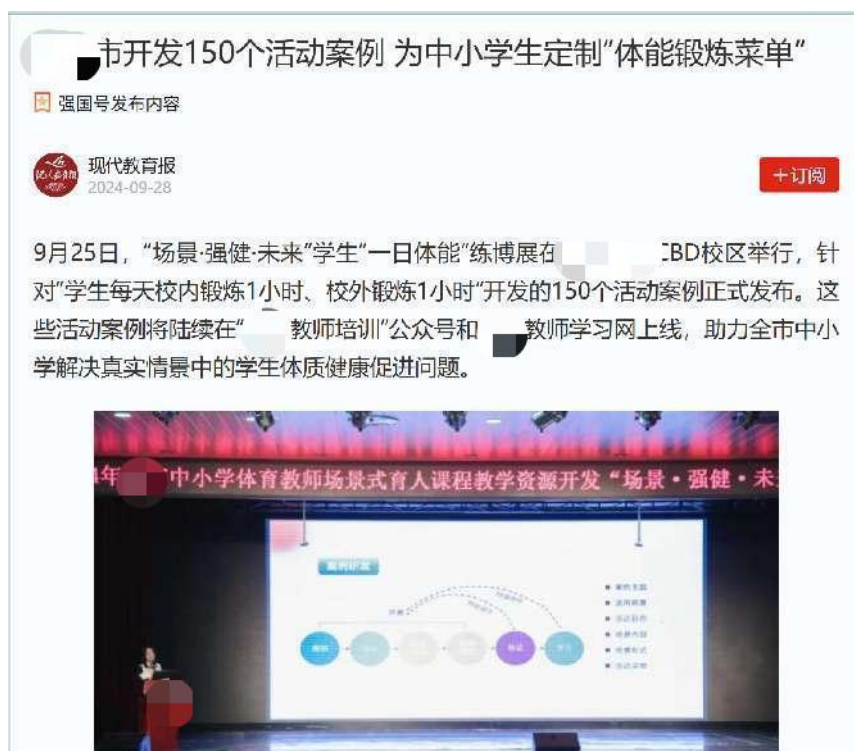 市开发150个活动案例 为中小学生定制“体能锻炼菜单”
强国号发布内容
现代教育报
2024-09-28
＋订阅
9月25日，“场景·强健·未来”学生“一日体能”练博展在 CBD校区举行，针
对“学生每天校内锻炼1小时、校外锻炼1小时”开发的150个活动案例正式发布。这
些活动案例将陆续在“ 教师培训”公众号和 教师学习网上线，助力全市中小
学解决真实情景中的学生体质健康促进问题。
年 市中小学体育教师场景式育人课程教学资源开发“场景·强健·未
案例研发